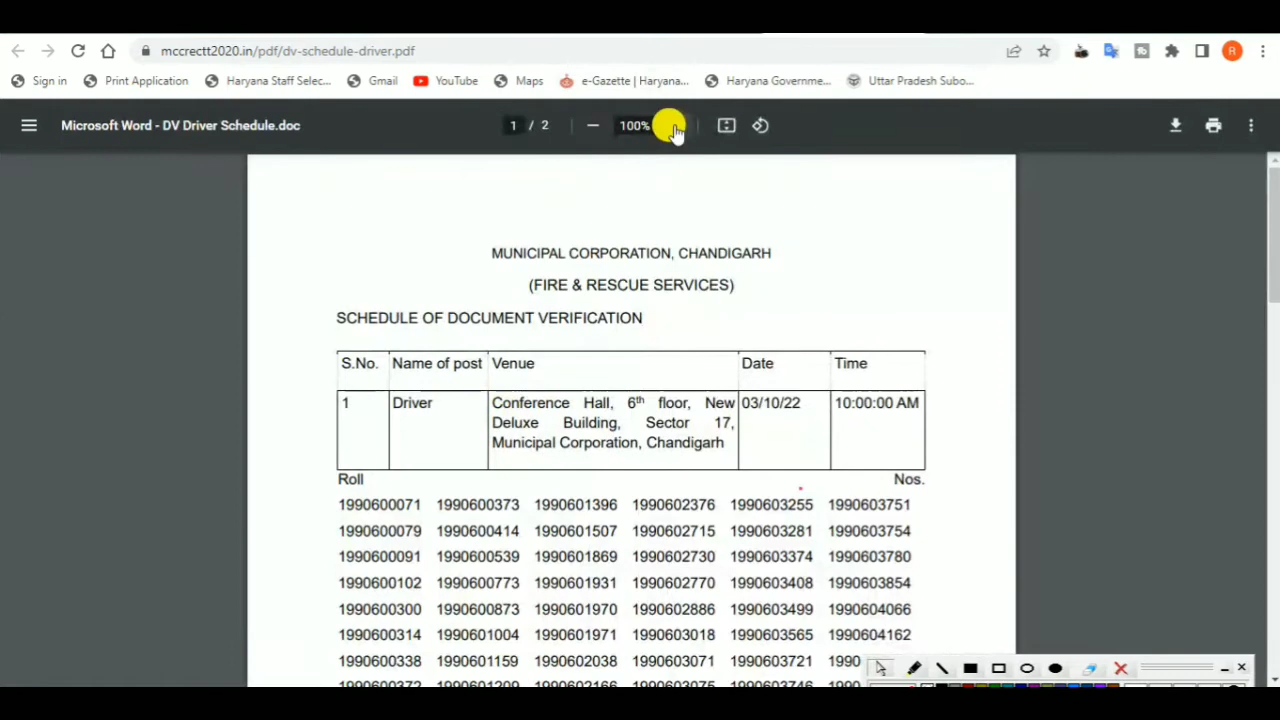 mccrectt2020.in/pdf/dv-schedule-driver.pdf
R
Sign in Print Application Haryana Staff Selec... Gmail YouTube Maps e-Gazette | Haryana... Haryana Governme... Uttar Pradesh Subo...
Microsoft Word - DV Driver Schedule.doc 1 / 2 100%
MUNICIPAL CORPORATION, CHANDIGARH
(FIRE & RESCUE SERVICES)
SCHEDULE OF DOCUMENT VERIFICATION
S.No. Name of post Venue Date Time
1 Driver Conference Hall, 6th floor, New 03/10/22 10:00:00 AM
Deluxe Building, Sector 17,
Municipal Corporation, Chandigarh
Roll Nos.
1990600071 1990600373 1990601396 1990602376 1990603255 1990603751
1990600079 1990600414 1990601507 1990602715 1990603281 1990603754
1990600091 1990600539 1990601869 1990602730 1990603374 1990603780
1990600102 1990600773 1990601931 1990602770 1990603408 1990603854
1990600300 1990600873 1990601970 1990602886 1990603499 1990604066
1990600314 1990601004 1990601971 1990603018 1990603565 1990604162
1990600338 1990601159 1990602038 1990603071 1990603721